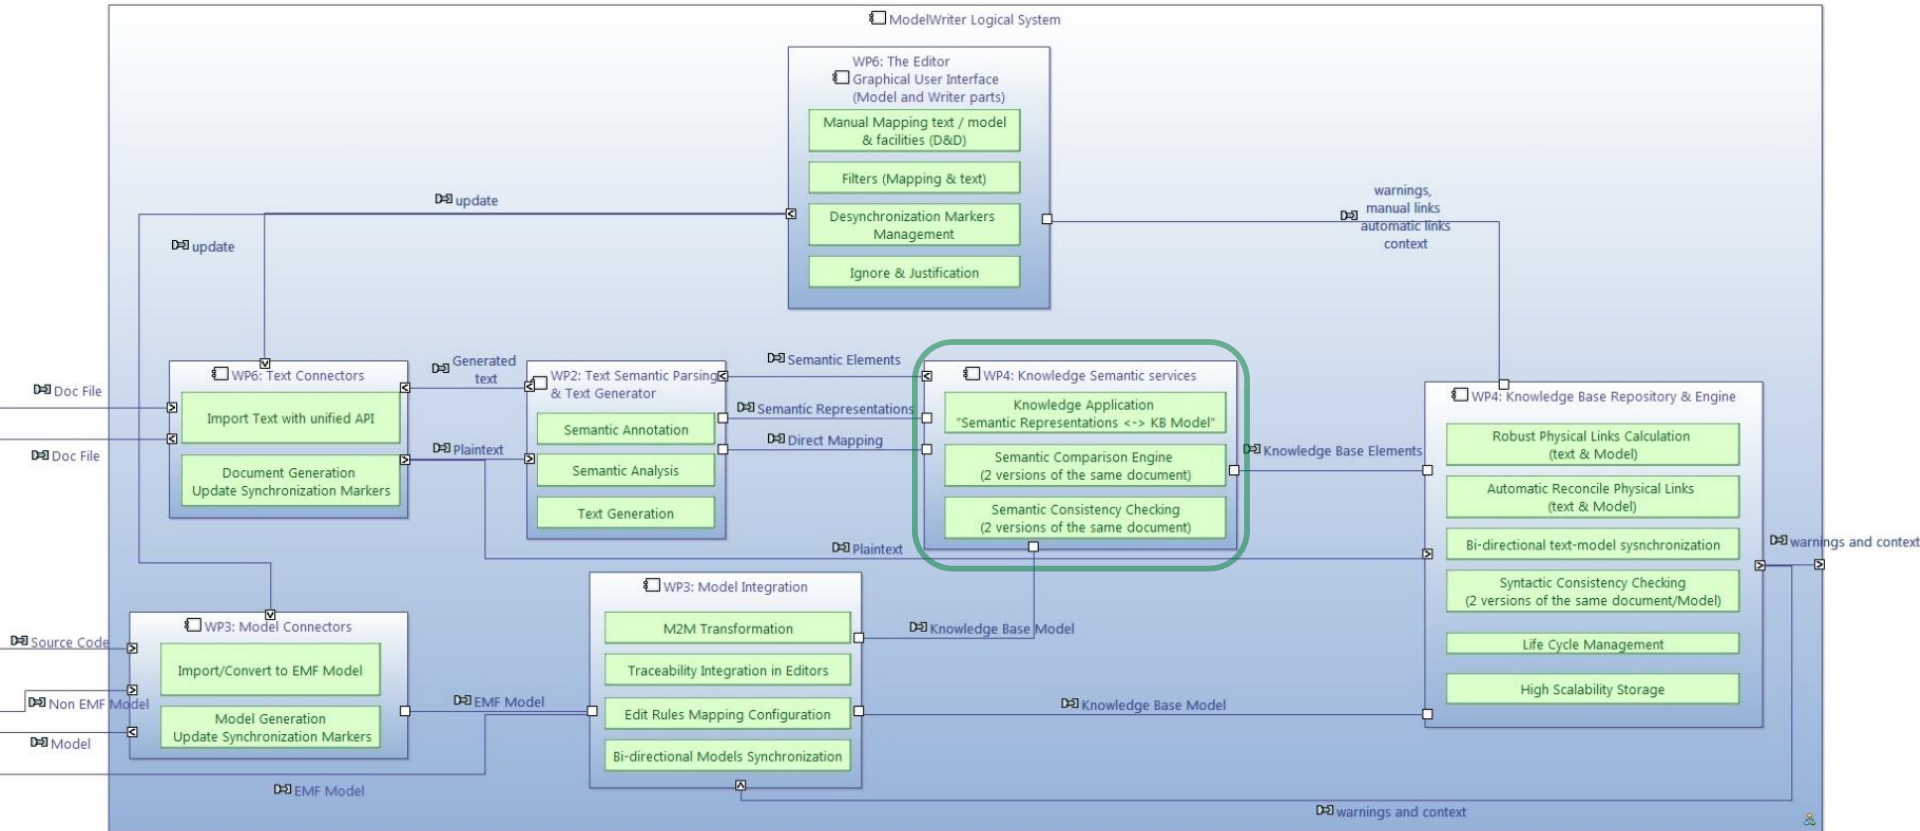 ModelWriter Logical System
WP6: The Editor
Graphical User Interface
(Model and Writer parts)
Manual Mapping text / model
& facilities (D&D)
Filters (Mapping & text)
Desynchronization Markers
Management
Ignore & Justification
update
update
warnings,
manual links
automatic links
context
Doc File
Doc File
WP6: Text Connectors
Import Text with unified API
Document Generation
Update Synchronization Markers
Generated
text
Plaintext
WP2: Text Semantic Parsing
& Text Generator
Semantic Annotation
Semantic Analysis
Text Generation
Semantic Elements
Semantic Representations
Direct Mapping
Plaintext
WP4: Knowledge Semantic services
Knowledge Application
"Semantic Representations <-> KB Model"
Semantic Comparison Engine
(2 versions of the same document)
Semantic Consistency Checking
(2 versions of the same document)
Knowledge Base Elements
WP4: Knowledge Base Repository & Engine
Robust Physical Links Calculation
(text & Model)
Automatic Reconcile Physical Links
(text & Model)
Bi-directional text-model sysnchronization
Syntactic Consistency Checking
(2 versions of the same document/Model)
Life Cycle Management
High Scalability Storage
warnings and context
Source Code
Non EMF Model
Model
WP3: Model Connectors
Import/Convert to EMF Model
Model Generation
Update Synchronization Markers
EMF Model
EMF Model
WP3: Model Integration
M2M Transformation
Traceability Integration in Editors
Edit Rules Mapping Configuration
Bi-directional Models Synchronization
Knowledge Base Model
Knowledge Base Model
warnings and context